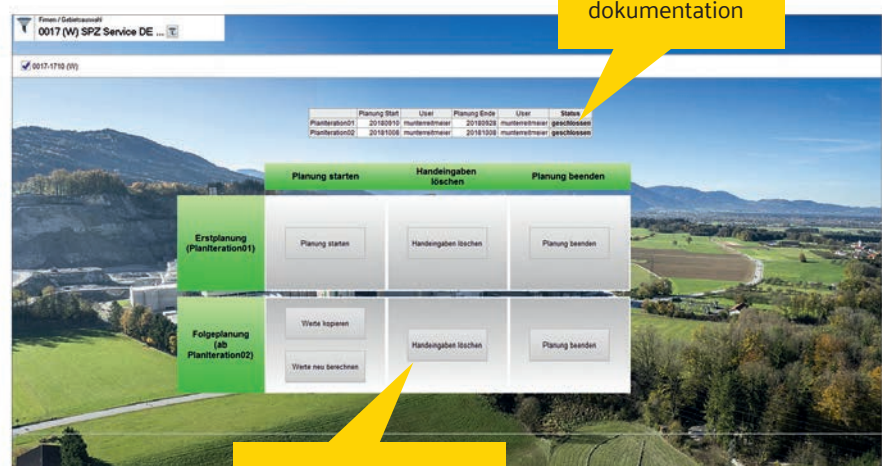 dokumentation
Firmen / Gebietsauswahl
0017 (W) SPZ Service DE ...
0017-1710 (W)
Planung Start User Planung Ende User Status
PlanIteration01 20180910 munterreitmeier 20180928 munterreitmeier geschlossen
PlanIteration02 20181008 munterreitmeier 20181008 munterreitmeier geschlossen
Planung starten
Handeingaben
löschen
Planung beenden
Erstplanung
(PlanIteration01)
Planung starten
Handeingaben löschen
Planung beenden
Folgeplanung
(ab
PlanIteration02)
Werte kopieren
Werte neu berechnen
Handeingaben löschen
Planung beenden